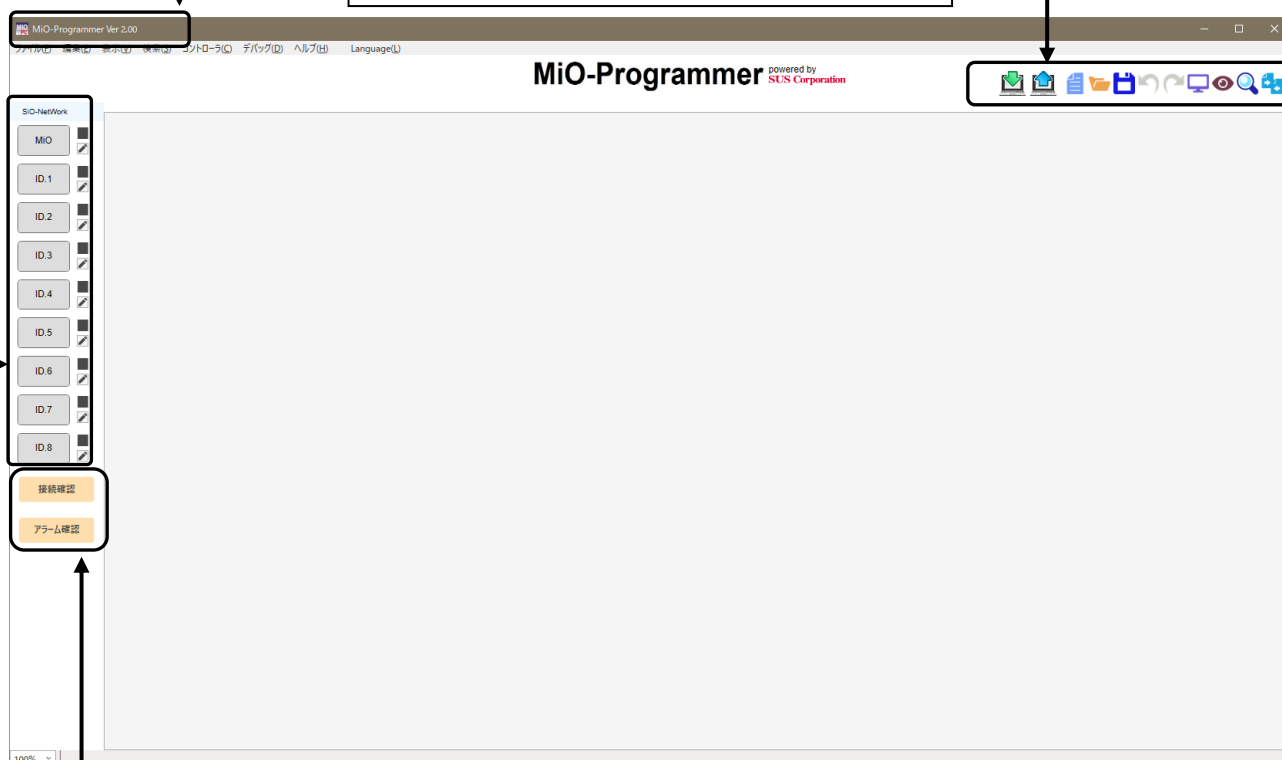 MiO-Programmer Ver 2.00
ファイル(F) 編集(E) 表示(V) 検索(S) コントローラ(C) デバッグ(D) ヘルプ(H) Language(L)
MiO-Programmer powered by
SUS Corporation
SiO-NetWork
MiO
ID.1
ID.2
ID.3
ID.4
ID.5
ID.6
ID.7
ID.8
接続確認
アラーム確認
100%